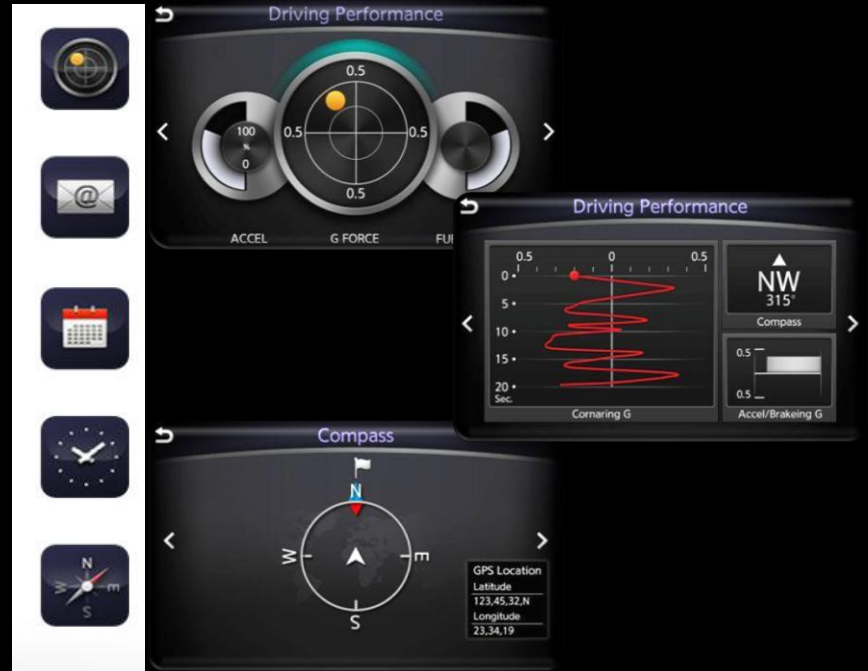 @
N
W
E
S
Driving Performance
0.5
0.5
0.5
0.5
100
%
0
ACCEL
G FORCE
Driving Performance
0.5 0 0.5
0
5
10
15
20
Sec.
Cornaring G
NW
315°
Compass
0.5
0.5
Accel/Brakeing G
Compass
N
W
E
S
GPS Location
Latitude
123,45,32,N
Longitude
23,34,19